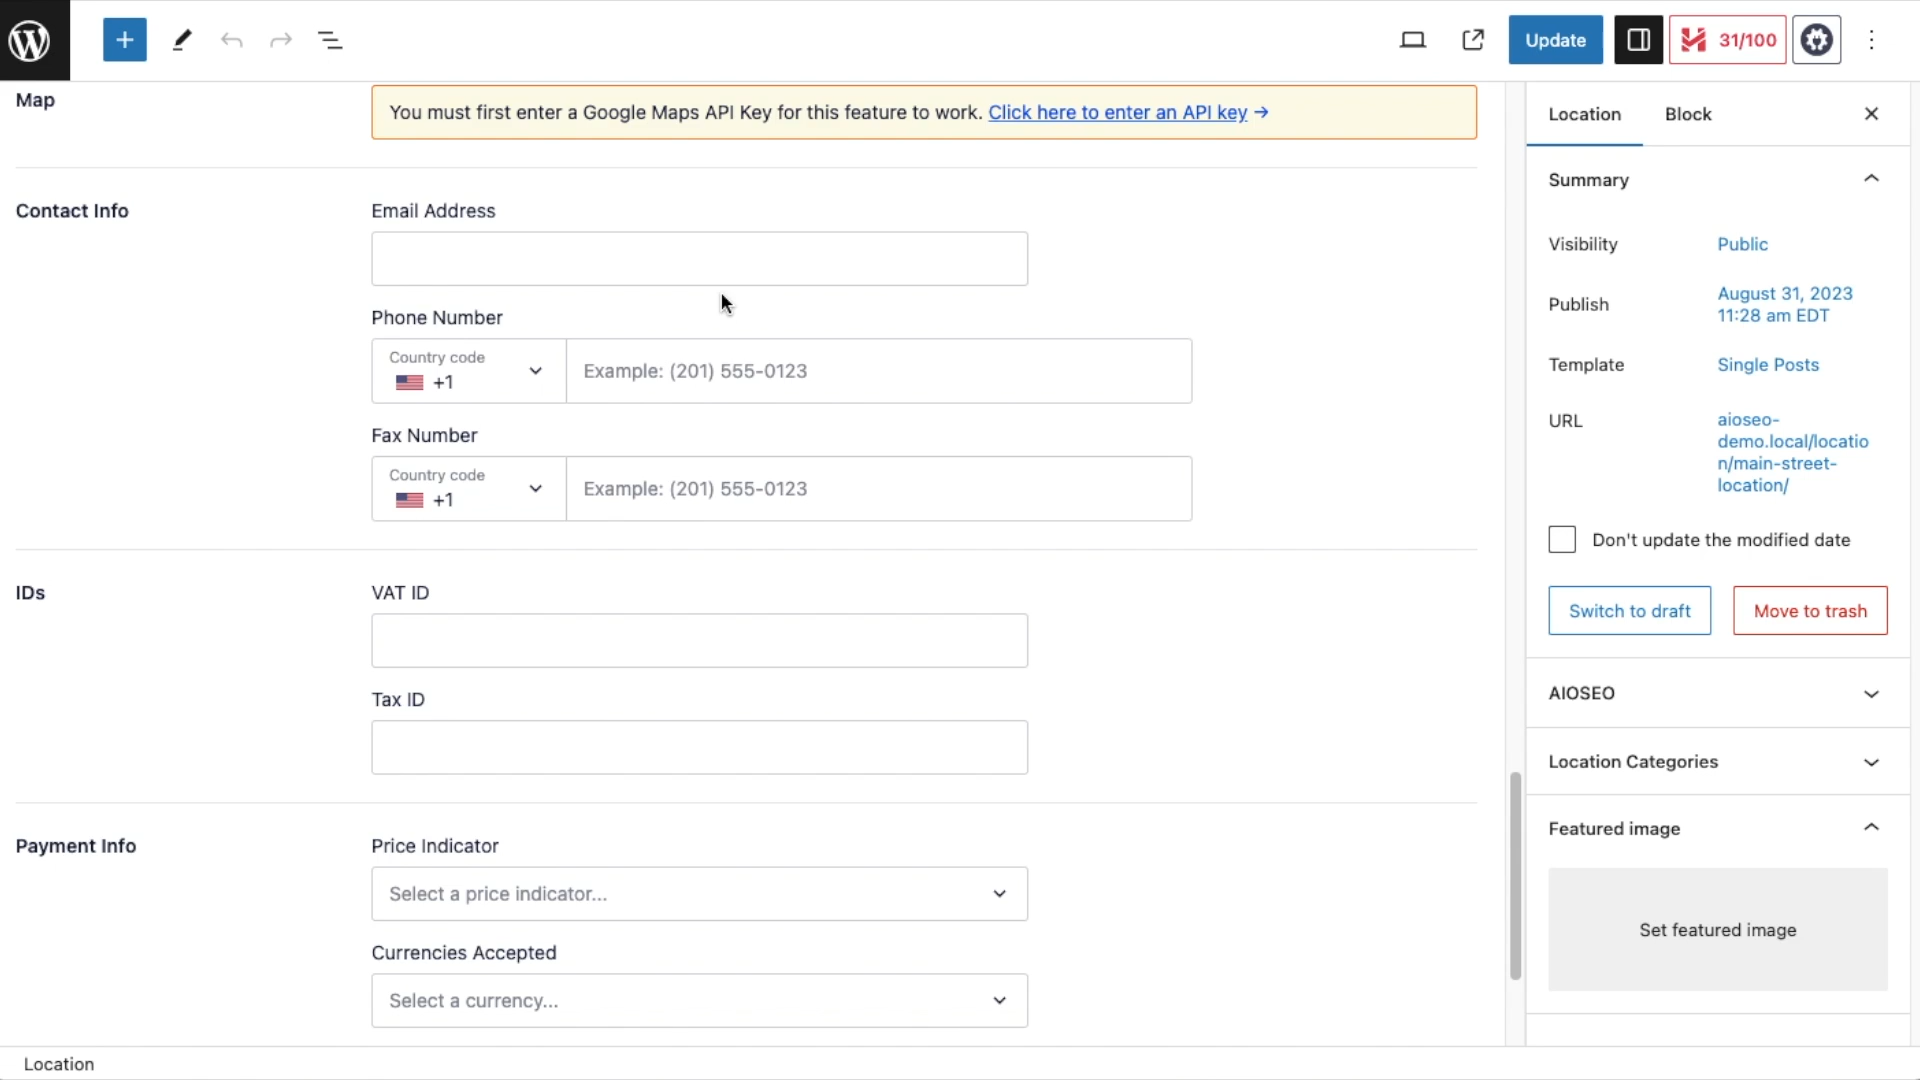 Update
31/100
Map
You must first enter a Google Maps API Key for this feature to work. Click here to enter an API key →
Contact Info
Email Address
Phone Number
Country code
+1
Example: (201) 555-0123
Fax Number
Country code
+1
Example: (201) 555-0123
IDs
VAT ID
Tax ID
Payment Info
Price Indicator
Select a price indicator...
Currencies Accepted
Select a currency...
Location
Block
Summary
Visibility
Public
Publish
August 31, 2023
11:28 am EDT
Template
Single Posts
URL
aioseo-
demo.local/locatio
n/main-street-
location/
Don't update the modified date
Switch to draft
Move to trash
AIOSEO
Location Categories
Featured image
Set featured image
Location